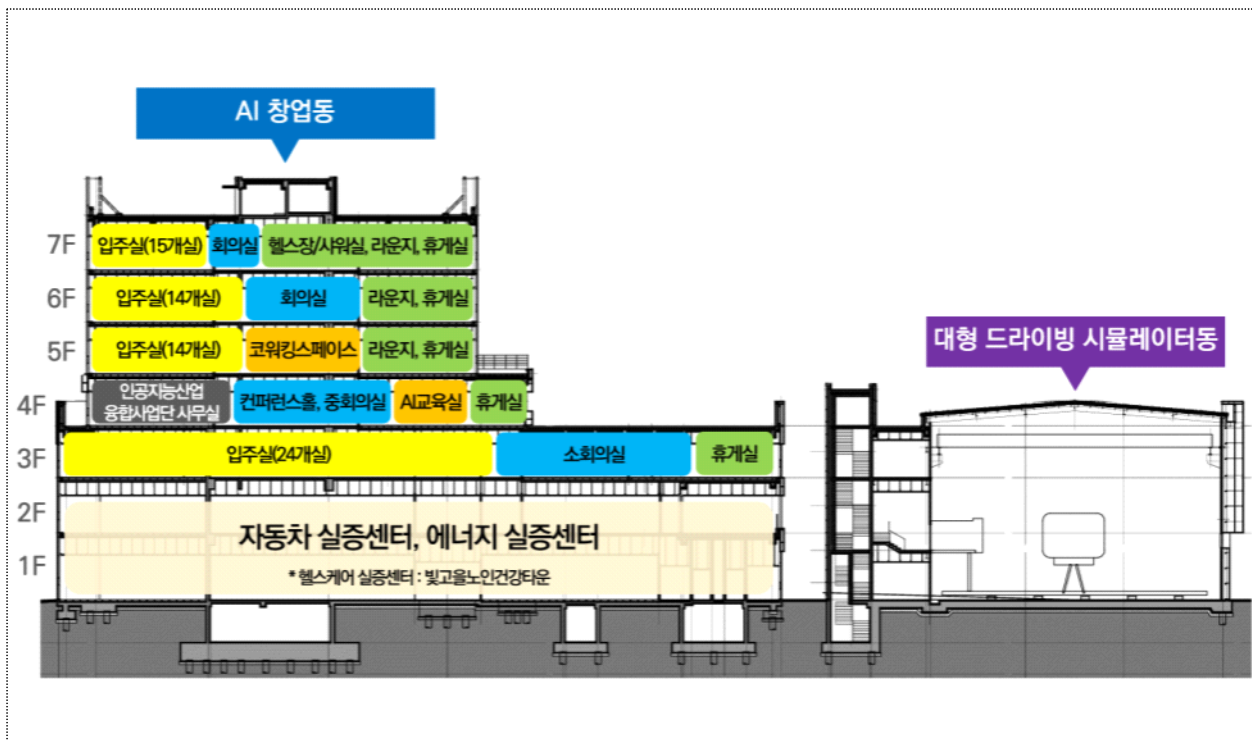 AI 창업동
7F 입주실(15개실) 회의실 헬스장/샤워실, 라운지, 휴게실
6F 입주실(14개실) 회의실 라운지, 휴게실
5F 입주실(14개실) 코워킹스페이스 라운지, 휴게실
대형 드라이빙 시뮬레이터동
4F 인공지능산업
융합사업단 사무실 컨퍼런스홀, 중회의실 AI교육실 휴게실
3F 입주실(24개실) 소회의실 휴게실
2F
자동차 실증센터, 에너지 실증센터
1F
* 헬스케어 실증센터 : 빛고을노인건강타운